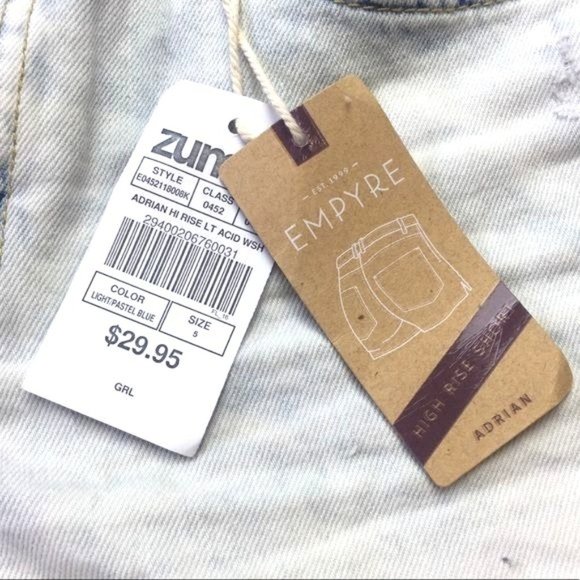 zum
STYLE
E0452118008K
CLASS
0452
ADRIAN HI RISE LT ACID WSH
29400206760031
FL_16
COLOR
LIGHT/PASTEL BLUE
SIZE
5
$29.95
GRL
— EST. 1999 —
EMPYRE
HIGH RISE SHORT
ADRIAN